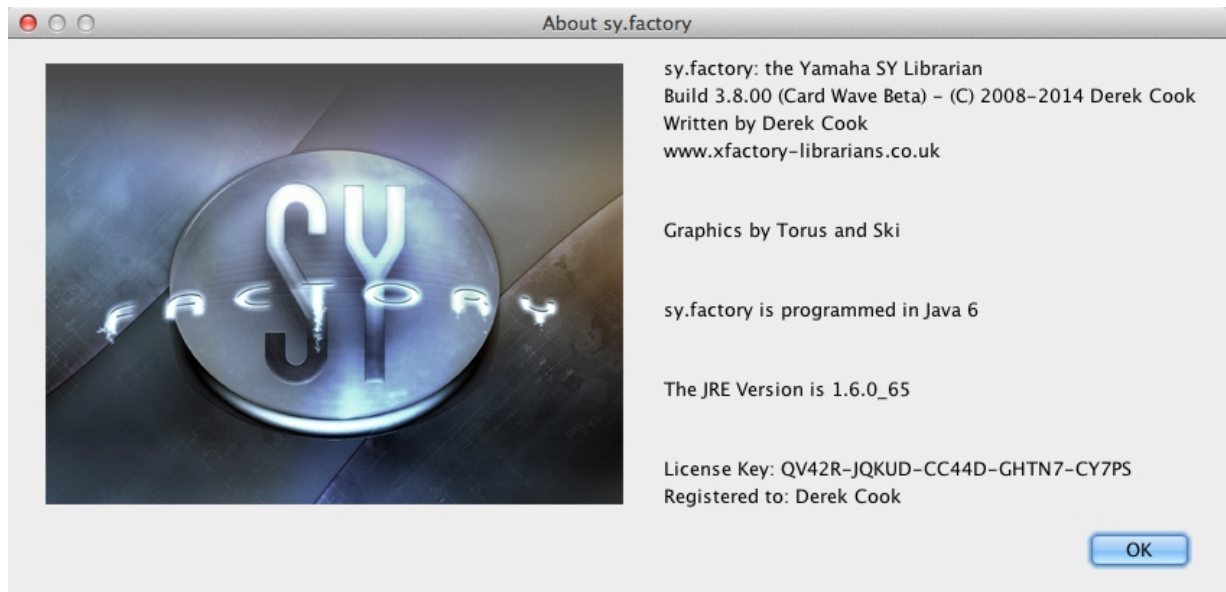 About sy.factory
SY
FACTORY
sy.factory: the Yamaha SY Librarian
Build 3.8.00 (Card Wave Beta) – (C) 2008–2014 Derek Cook
Written by Derek Cook
www.xfactory-librarians.co.uk
Graphics by Torus and Ski
sy.factory is programmed in Java 6
The JRE Version is 1.6.0_65
License Key: QV42R-JQKUD-CC44D-GHTN7-CY7PS
Registered to: Derek Cook
OK